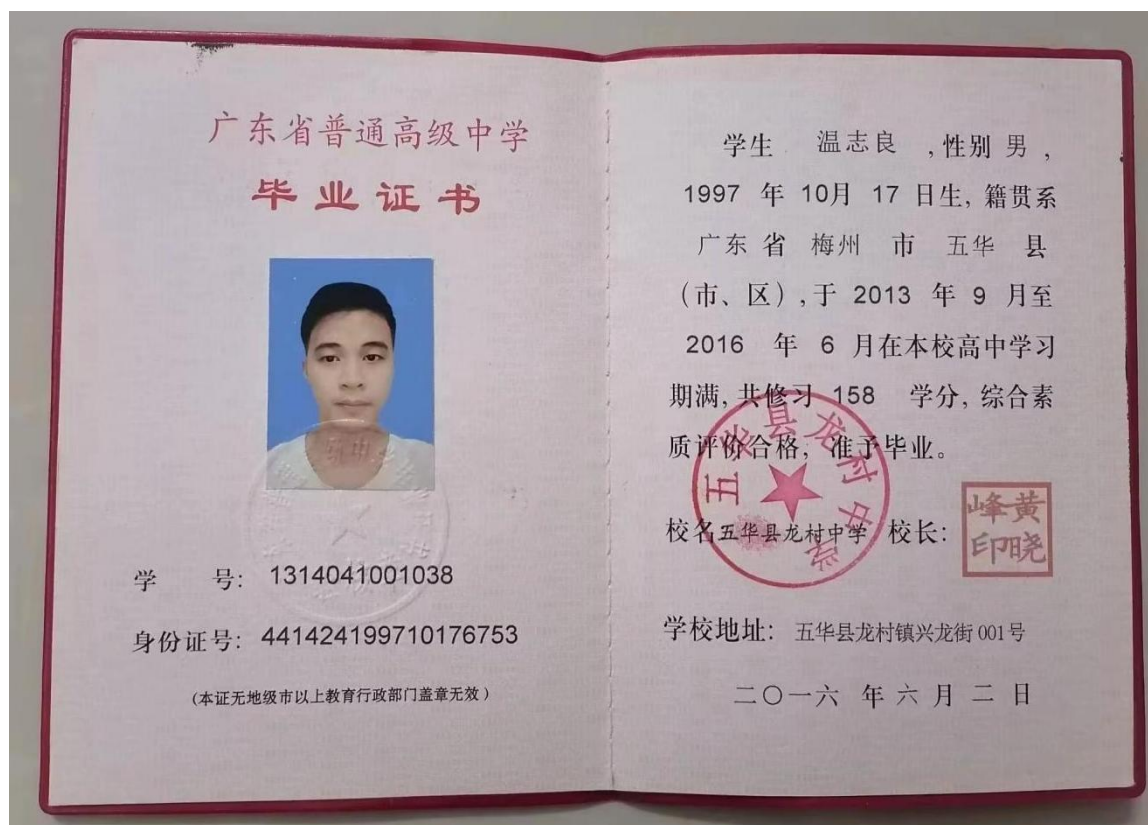 广东省普通高级中学
毕业证书
学 号: 1314041001038
身份证号: 441424199710176753
(本证无地级市以上教育行政部门盖章无效)
学生 温志良 ,性别 男 ,
1997 年 10月 17 日生, 籍贯系
广东 省 梅州 市 五华 县
(市、区) ,于 2013 年 9 月至
2016 年 6 月在本校高中学习
期满, 共修习 158 学分, 综合素
质评价合格, 准予毕业。
五华县龙村中学
校名五华县龙村中学 校长:
黄晓峰印
学校地址: 五华县龙村镇兴龙街 001号
二〇一六 年 六 月 二 日